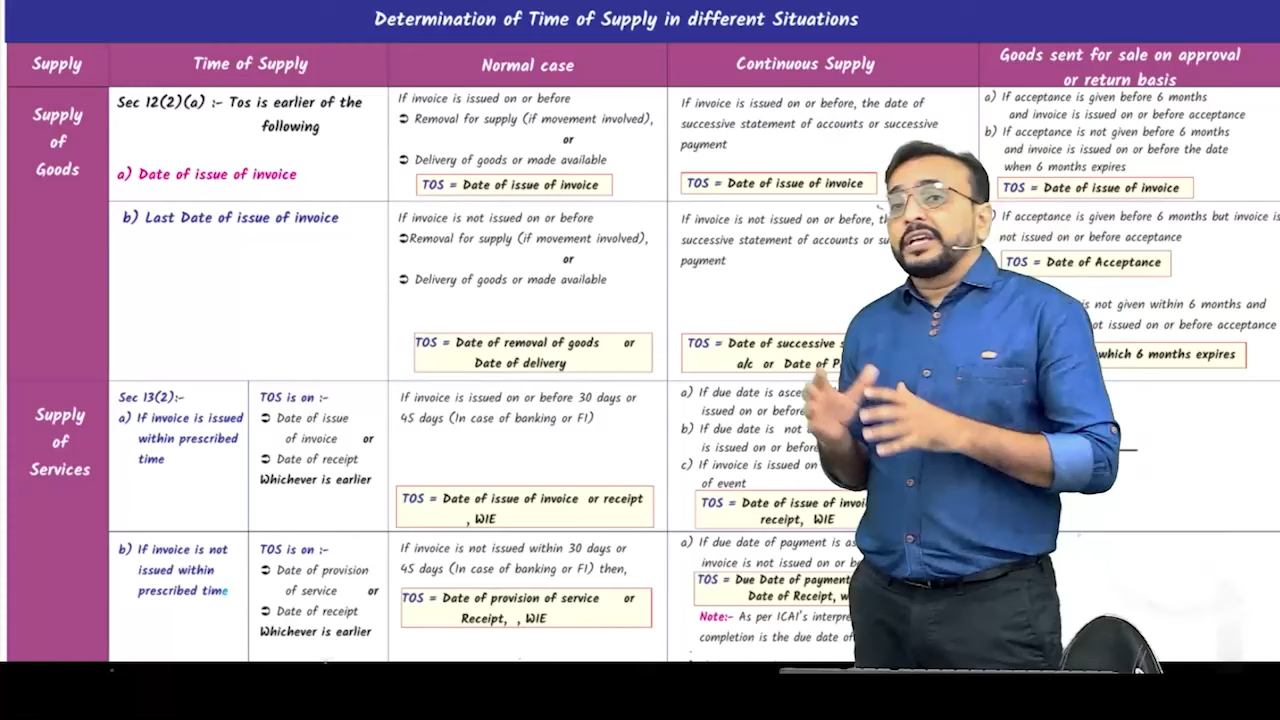 Determination of Time of Supply in different Situations
Supply
Time of Supply
Normal case
Continuous Supply
Goods sent for sale on approval
or return basis
Supply
of
Goods
Sec 12(2)(a) :- Tos is earlier of the
following
a) Date of issue of invoice
If invoice is issued on or before
➲ Removal for supply (if movement involved),
or
➲ Delivery of goods or made available
TOS = Date of issue of invoice
If invoice is issued on or before, the date of
successive statement of accounts or successive
payment
TOS = Date of issue of invoice
a) If acceptance is given before 6 months
and invoice is issued on or before acceptance
b) If acceptance is not given before 6 months
and invoice is issued on or before the date
when 6 months expires
TOS = Date of issue of invoice
b) Last Date of issue of invoice
If invoice is not issued on or before
➲Removal for supply (if movement involved),
or
➲ Delivery of goods or made available
TOS = Date of removal of goods or
Date of delivery
If invoice is not issued on or before,
successive statement of accounts or
payment
TOS = Date of successive
a/c or Date of
) If acceptance is given before 6 months but invoice is
not issued on or before acceptance
TOS = Date of Acceptance
is not given within 6 months and
issued on or before acceptance
which 6 months expires
Supply
of
Services
Sec 13(2):-
a) If invoice is issued
within prescribed
time
TOS is on :-
➲ Date of issue
of invoice or
➲ Date of receipt
Whichever is earlier
If invoice is issued on or before 30 days or
45 days (In case of banking or FI)
TOS = Date of issue of invoice or receipt
, WIE
a) If due date is
issued on or before
b) If due date is not
is issued on or before
c) If invoice is issued on
of event
TOS = Date of issue of
receipt, WIE
b) If invoice is not
issued within
prescribed time
TOS is on :-
➲ Date of provision
of service or
➲ Date of receipt
Whichever is earlier
If invoice is not issued within 30 days or
45 days (In case of banking or FI) then,
TOS = Date of provision of service or
Receipt, , WIE
a) If due date of payment is
invoice is not issued on or
TOS = Due Date of payment
Date of Receipt,
Note:- As per ICAI's
completion is the due date of